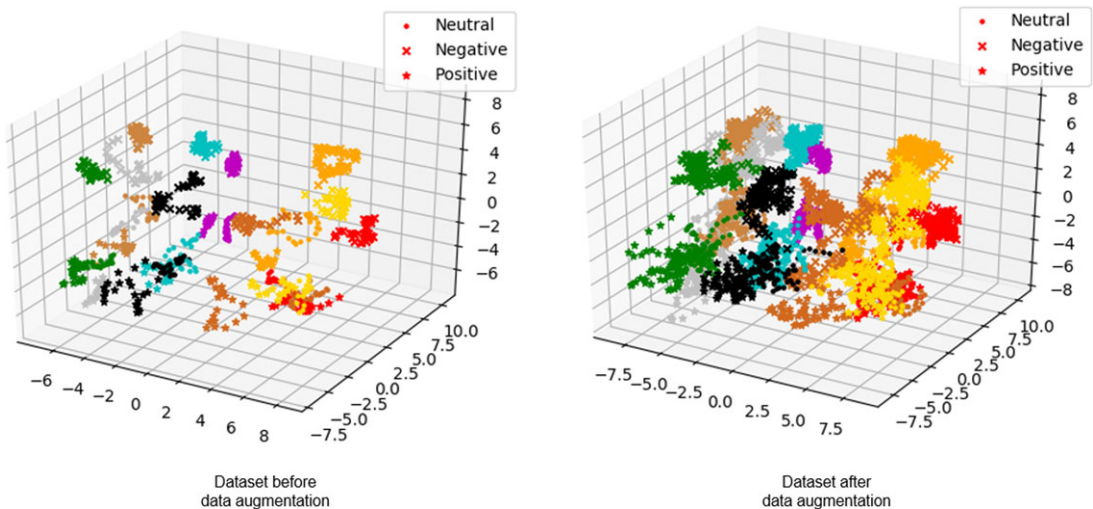 Neutral
Negative
Positive
8
6
4
2
0
−2
−4
−6
−6 −4 −2 0 2 4 6 8
−7.5 −5.0 −2.5 0.0 2.5 5.0 7.5 10.0
Dataset before
data augmentation
Neutral
Negative
Positive
8
6
4
2
0
−2
−4
−6
−8
−7.5 −5.0 −2.5 0.0 2.5 5.0 7.5
−7.5 −5.0 −2.5 0.0 2.5 5.0 7.5 10.0
Dataset after
data augmentation